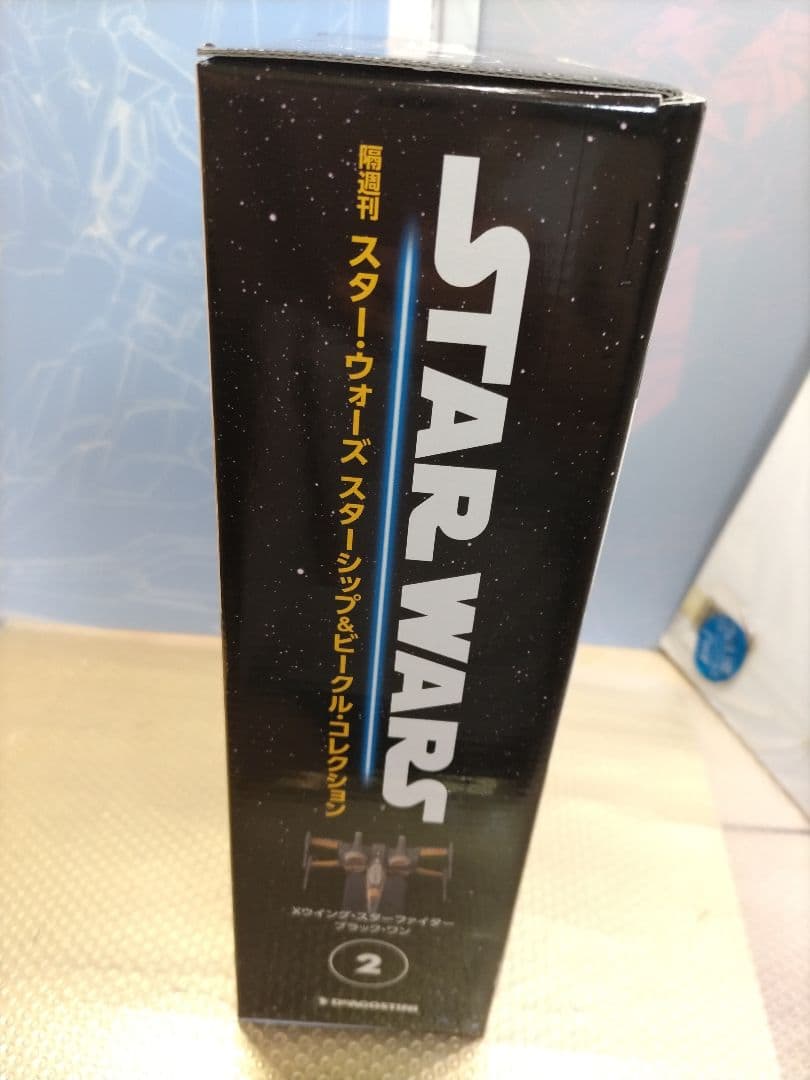 STAR WARS
隔週刊 スター・ウォーズ スターシップ&ビークル・コレクション
Xウイング・スターファイター
ブラック・ワン
2
DeAGOSTINI